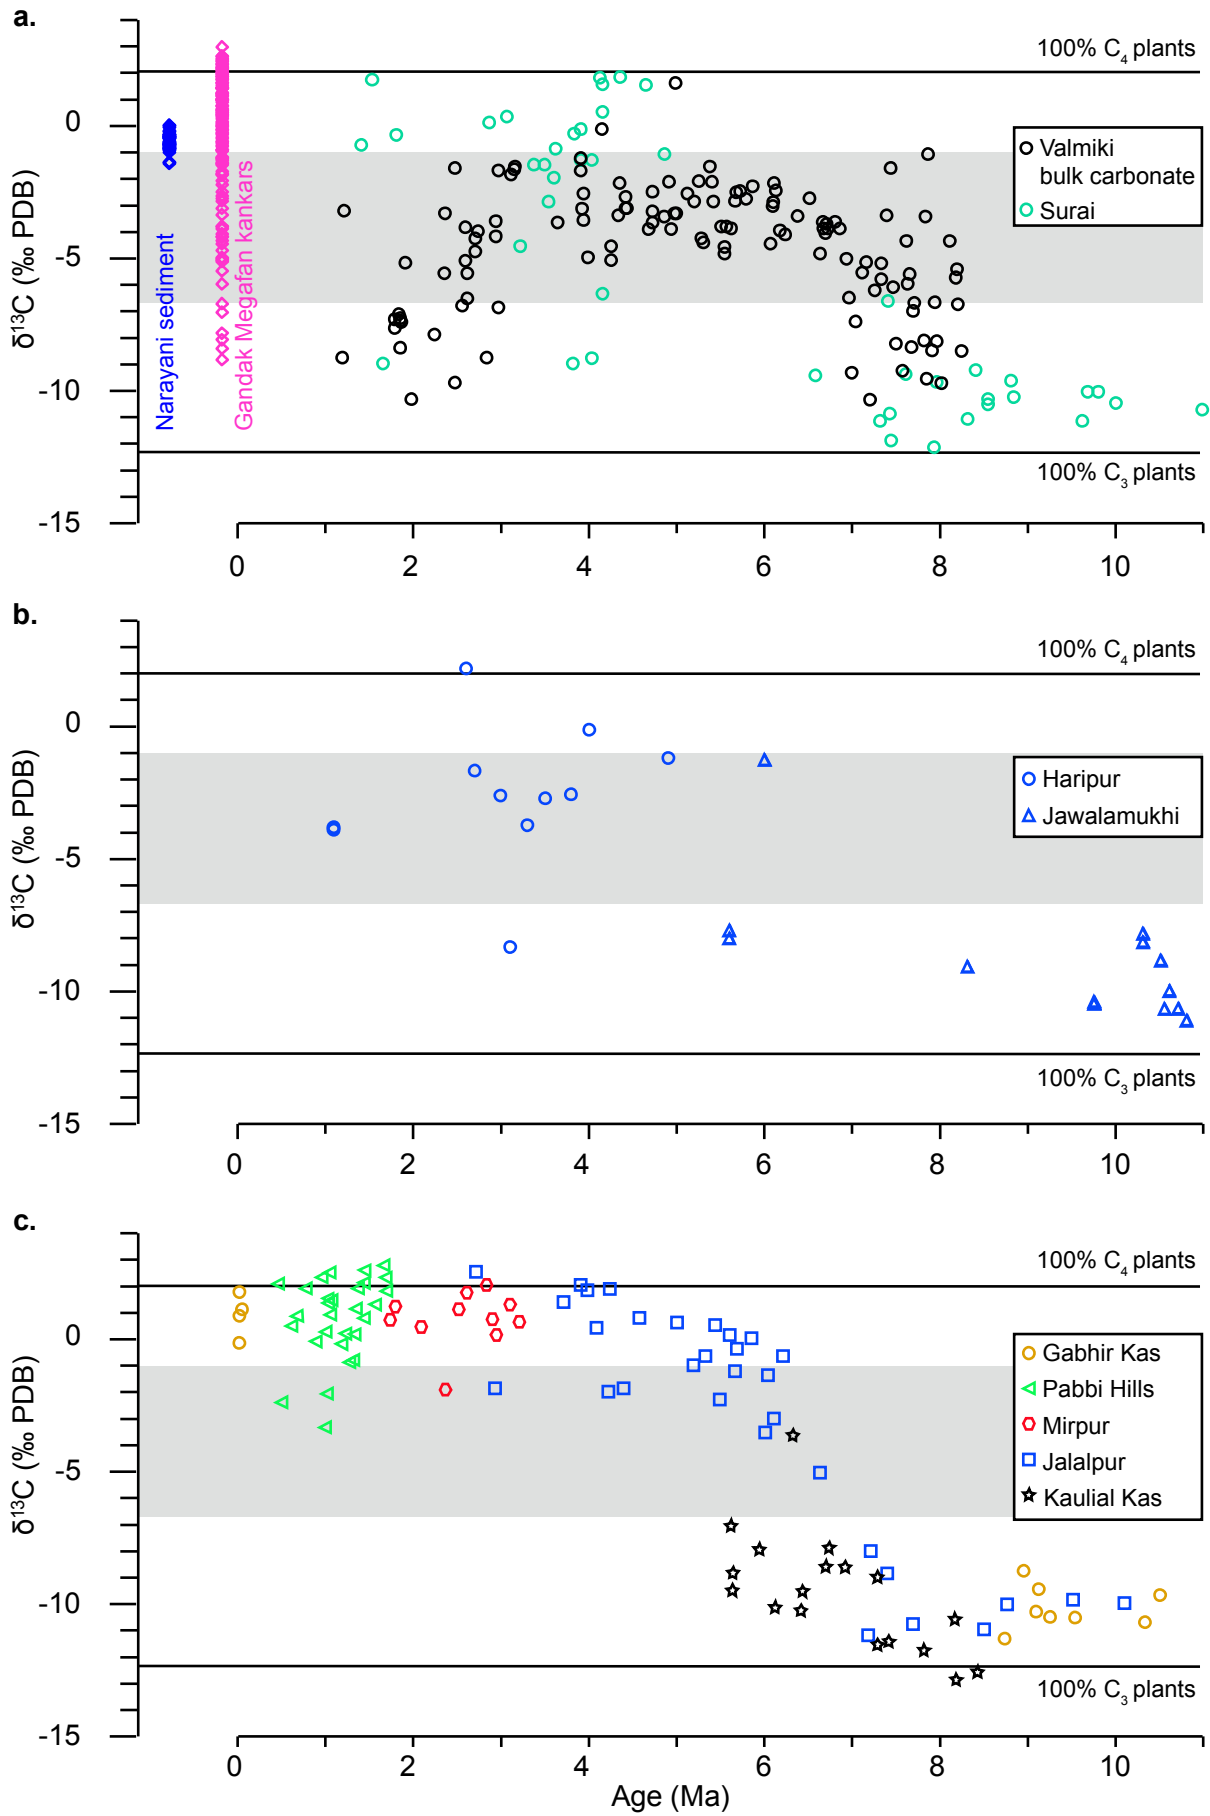 a.
100% C₄ plants
0
-5
-10
-15
δ¹³C (‰ PDB)
Narayani sediment
Gandak Megafan kankars
Valmiki
bulk carbonate
Surai
100% C₃ plants
0 2 4 6 8 10
b.
100% C₄ plants
0
-5
-10
-15
δ¹³C (‰ PDB)
Haripur
Jawalamukhi
100% C₃ plants
0 2 4 6 8 10
c.
100% C₄ plants
0
-5
-10
-15
δ¹³C (‰ PDB)
Gabhir Kas
Pabbi Hills
Mirpur
Jalalpur
Kaulial Kas
100% C₃ plants
0 2 4 6 8 10
Age (Ma)